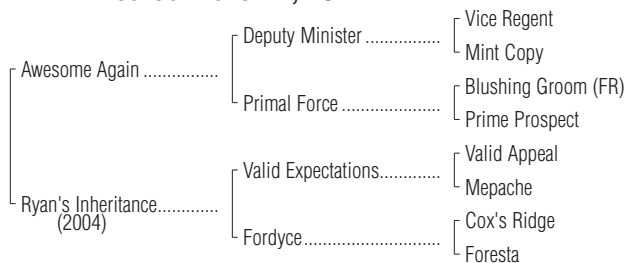 Vice Regent
Deputy Minister ................
Mint Copy
Awesome Again ................
Blushing Groom (FR)
Primal Force .....................
Prime Prospect
Valid Appeal
Valid Expectations.............
Mepache
Ryan's Inheritance.............
(2004)
Cox's Ridge
Fordyce.............................
Foresta